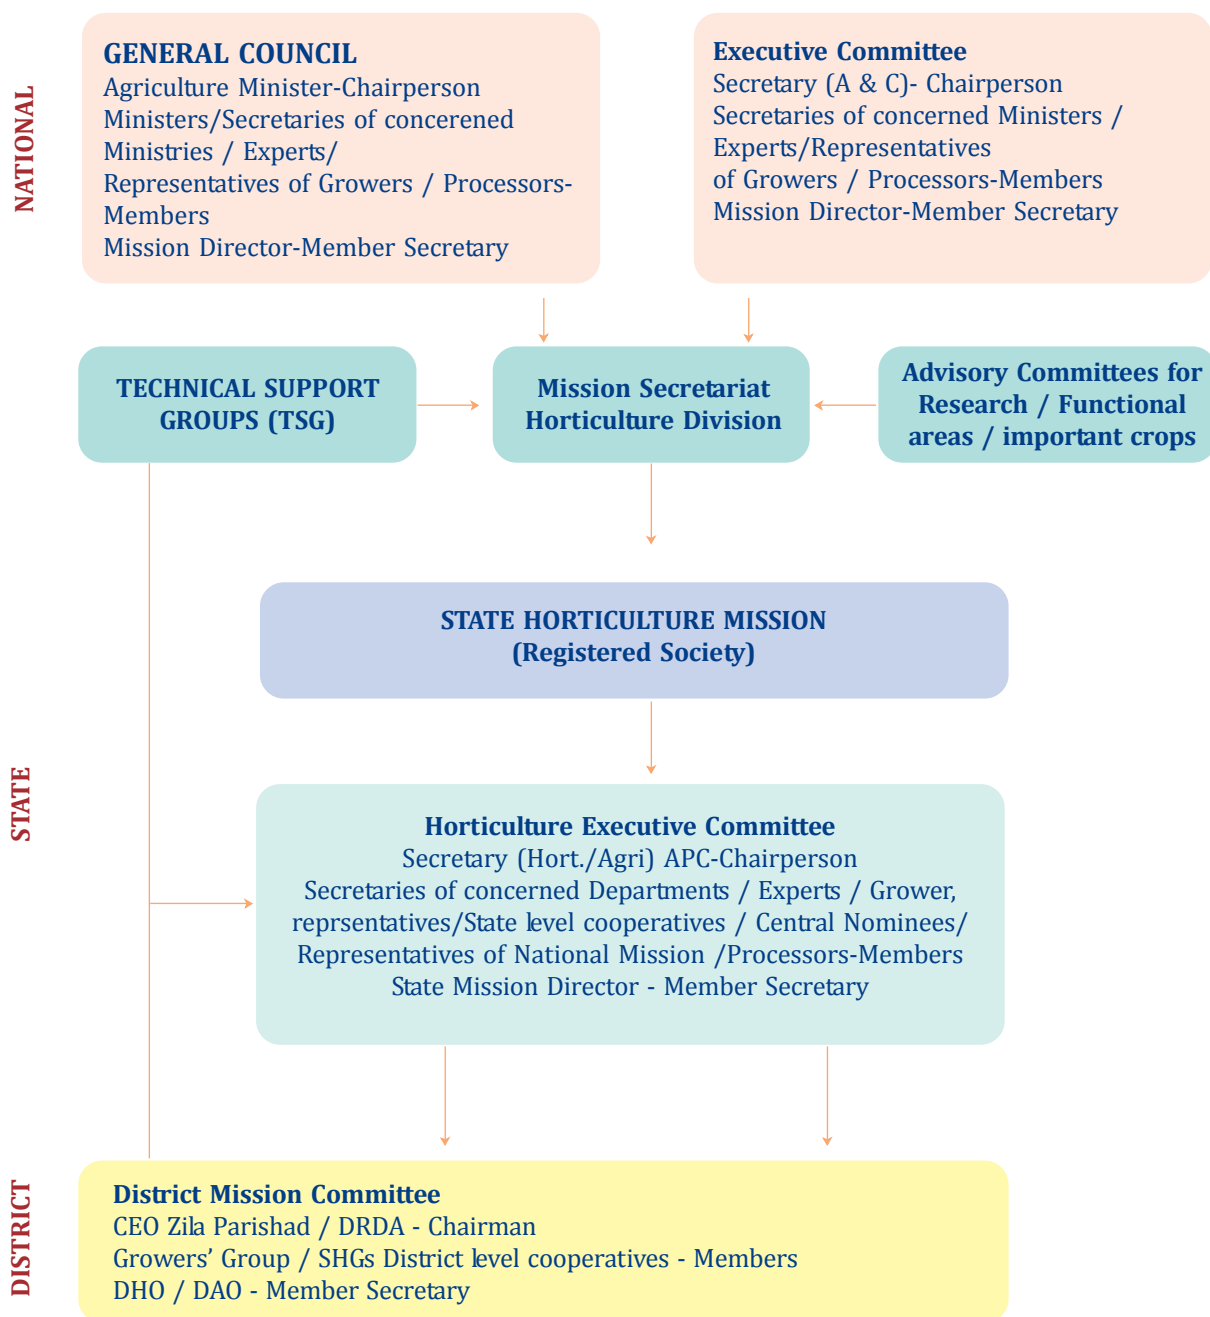 NATIONAL
GENERAL COUNCIL
Agriculture Minister-Chairperson
Ministers/Secretaries of concerened
Ministries / Experts/
Representatives of Growers / Processors-
Members
Mission Director-Member Secretary
Executive Committee
Secretary (A & C)- Chairperson
Secretaries of concerned Ministers /
Experts/Representatives
of Growers / Processors-Members
Mission Director-Member Secretary
TECHNICAL SUPPORT
GROUPS (TSG)
Mission Secretariat
Horticulture Division
Advisory Committees for
Research / Functional
areas / important crops
STATE
STATE HORTICULTURE MISSION
(Registered Society)
Horticulture Executive Committee
Secretary (Hort./Agri) APC-Chairperson
Secretaries of concerned Departments / Experts / Grower,
reprsentatives/State level cooperatives / Central Nominees/
Representatives of National Mission /Processors-Members
State Mission Director - Member Secretary
DISTRICT
District Mission Committee
CEO Zila Parishad / DRDA - Chairman
Growers’ Group / SHGs District level cooperatives - Members
DHO / DAO - Member Secretary